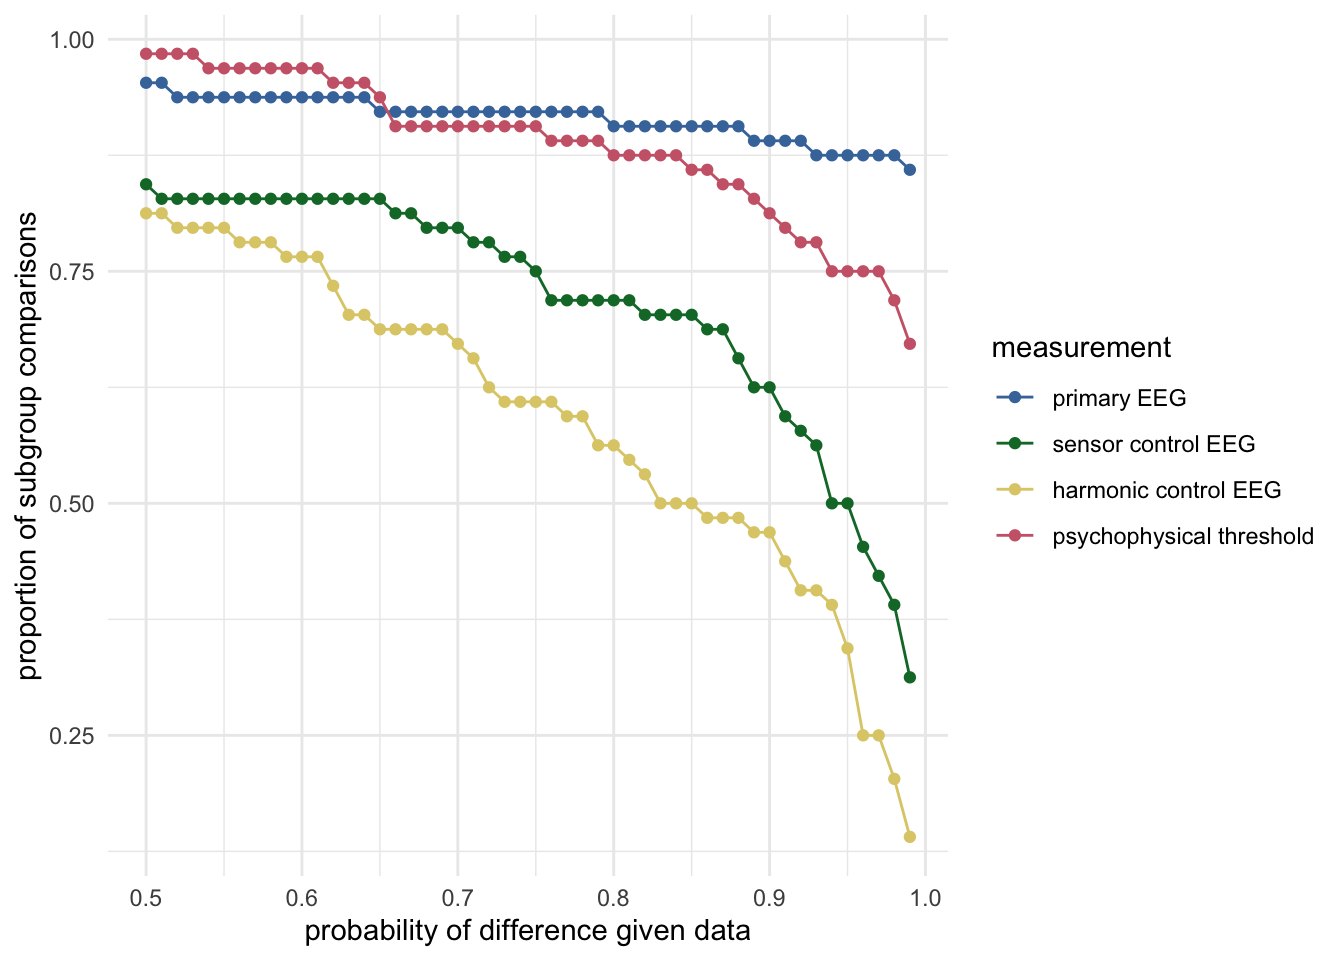 1.00
0.75
0.50
0.25
proportion of subgroup comparisons
0.5 0.6 0.7 0.8 0.9 1.0
probability of difference given data
measurement
primary EEG
sensor control EEG
harmonic control EEG
psychophysical threshold